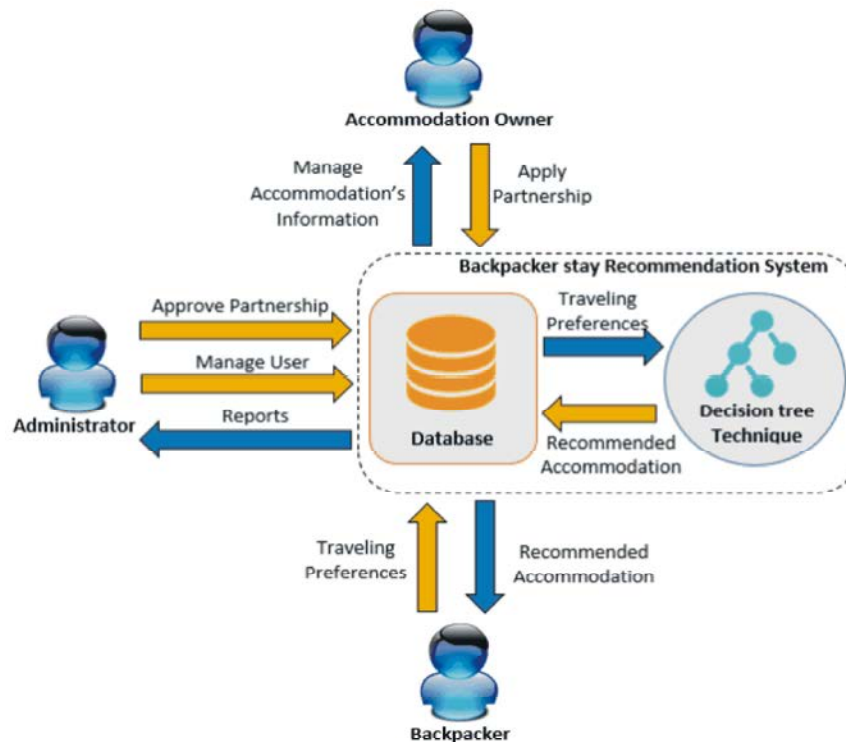 Accommodation Owner
Manage
Accommodation's
Information
Apply
Partnership
Backpacker stay Recommendation System
Approve Partnership
Manage User
Reports
Administrator
Database
Traveling
Preferences
Decision tree
Technique
Recommended
Accommodation
Traveling
Preferences
Recommended
Accommodation
Backpacker